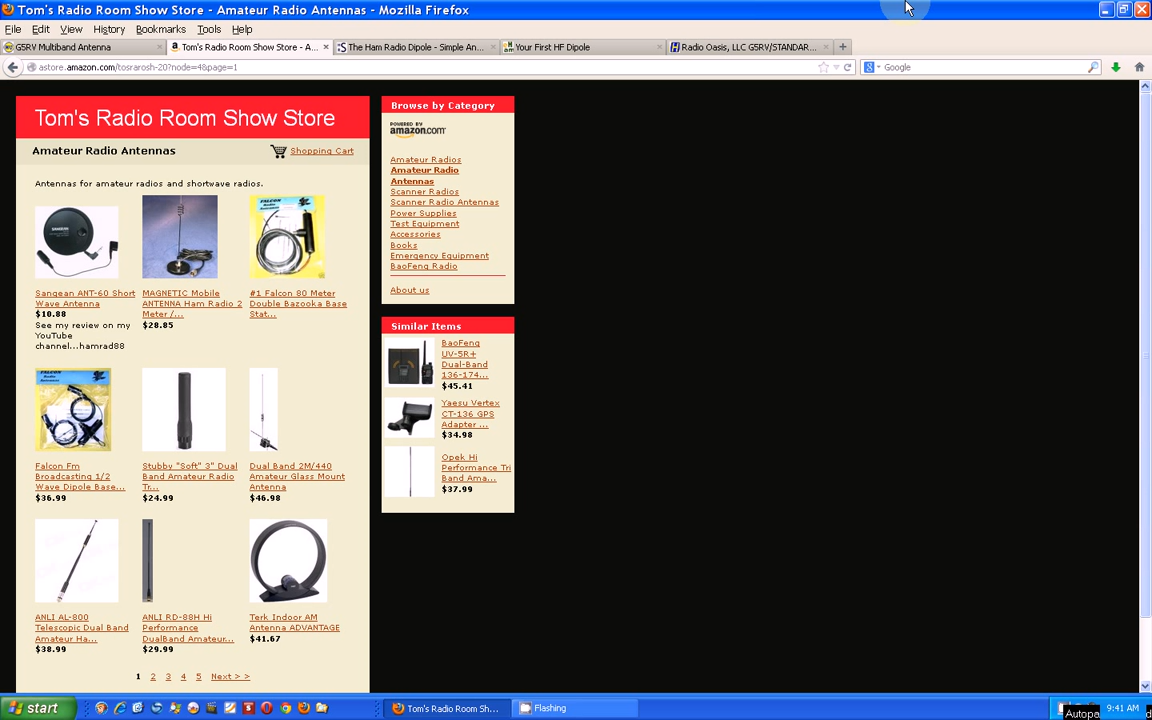 Tom's Radio Room Show Store - Amateur Radio Antennas - Mozilla Firefox
File Edit View History Bookmarks Tools Help
G5RV Multiband Antenna
Tom's Radio Room Show Store - A...
The Ham Radio Dipole - Simple An...
Your First HF Dipole
Radio Oasis, LLC G5RV/STANDAR...
astore.amazon.com/tosrarosh-20?node=4&page=1
Google
Tom's Radio Room Show Store
Amateur Radio Antennas
Shopping Cart
Antennas for amateur radios and shortwave radios.
Sangean ANT-60 Short
Wave Antenna
$10.88
See my review on my
YouTube
channel...hamrad88
MAGNETIC Mobile
ANTENNA Ham Radio 2
Meter /...
$28.85
#1 Falcon 80 Meter
Double Bazooka Base
Stat...
Falcon Fm
Broadcasting 1/2
Wave Dipole Base...
$36.99
Stubby "Soft" 3" Dual
Band Amateur Radio
Tr...
$24.99
Dual Band 2M/440
Amateur Glass Mount
Antenna
$46.98
ANLI AL-800
Telescopic Dual Band
Amateur Ha...
$38.99
ANLI RD-88H Hi
Performance
DualBand Amateur...
$29.99
Terk Indoor AM
Antenna ADVANTAGE
$41.67
1 2 3 4 5 Next > >
Browse by Category
POWERED BY
amazon.com
Amateur Radios
Amateur Radio
Antennas
Scanner Radios
Scanner Radio Antennas
Power Supplies
Test Equipment
Accessories
Books
Emergency Equipment
BaoFeng Radio
About us
Similar Items
BaoFeng
UV-5R+
Dual-Band
136-174...
$45.41
Yaesu Vertex
CT-136 GPS
Adapter ...
$34.98
Opek Hi
Performance Tri
Band Ama...
$37.99
start
Tom's Radio Room Sh...
Flashing
9:41 AM
Autopa